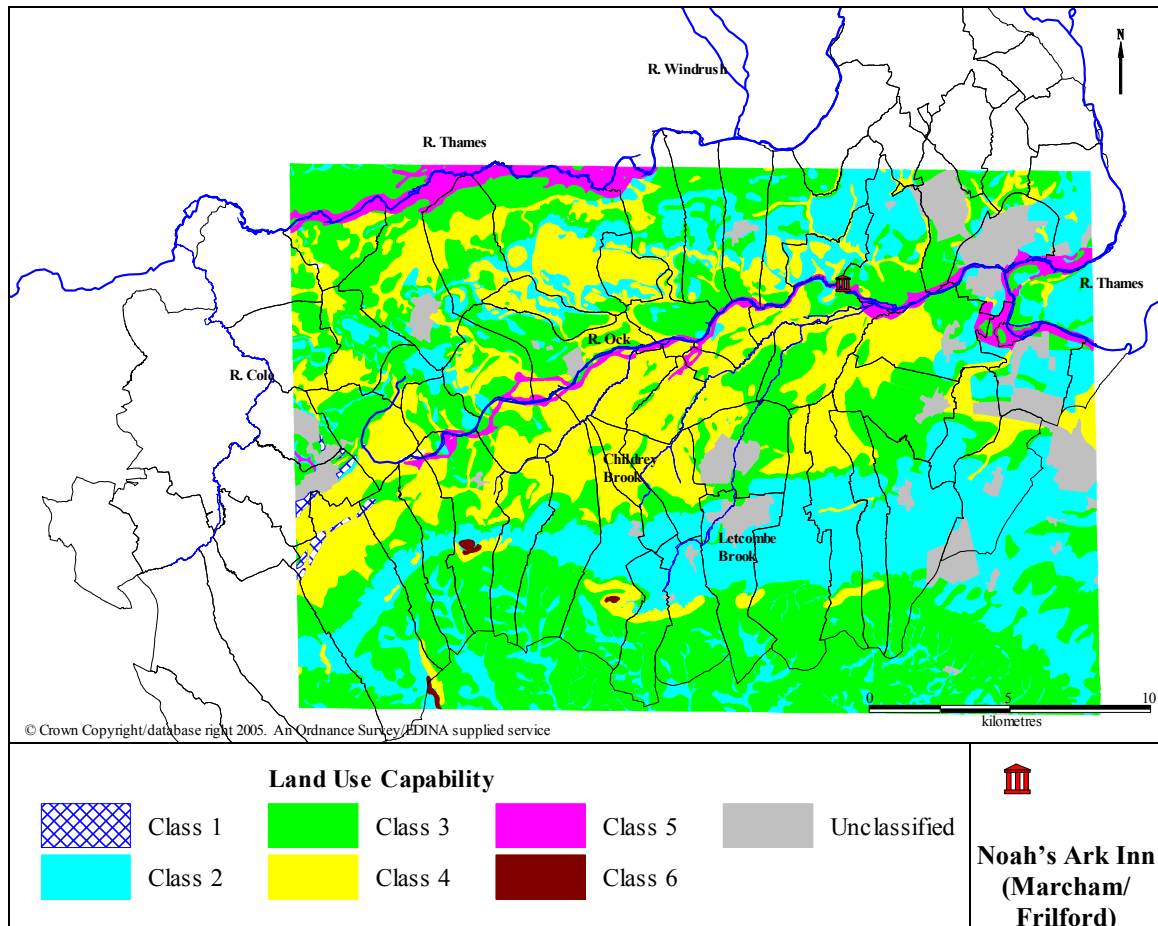 N
R. Windrush
R. Thames
R. Thames
R. Ock
R. Cole
Childrey
Brook
Letcombe
Brook
0 5 10
kilometres
© Crown Copyright/database right 2005. An Ordnance Survey/EDINA supplied service
Land Use Capability
Class 1
Class 3
Class 5
Unclassified
Class 2
Class 4
Class 6
Noah's Ark Inn
(Marcham/
Frilford)